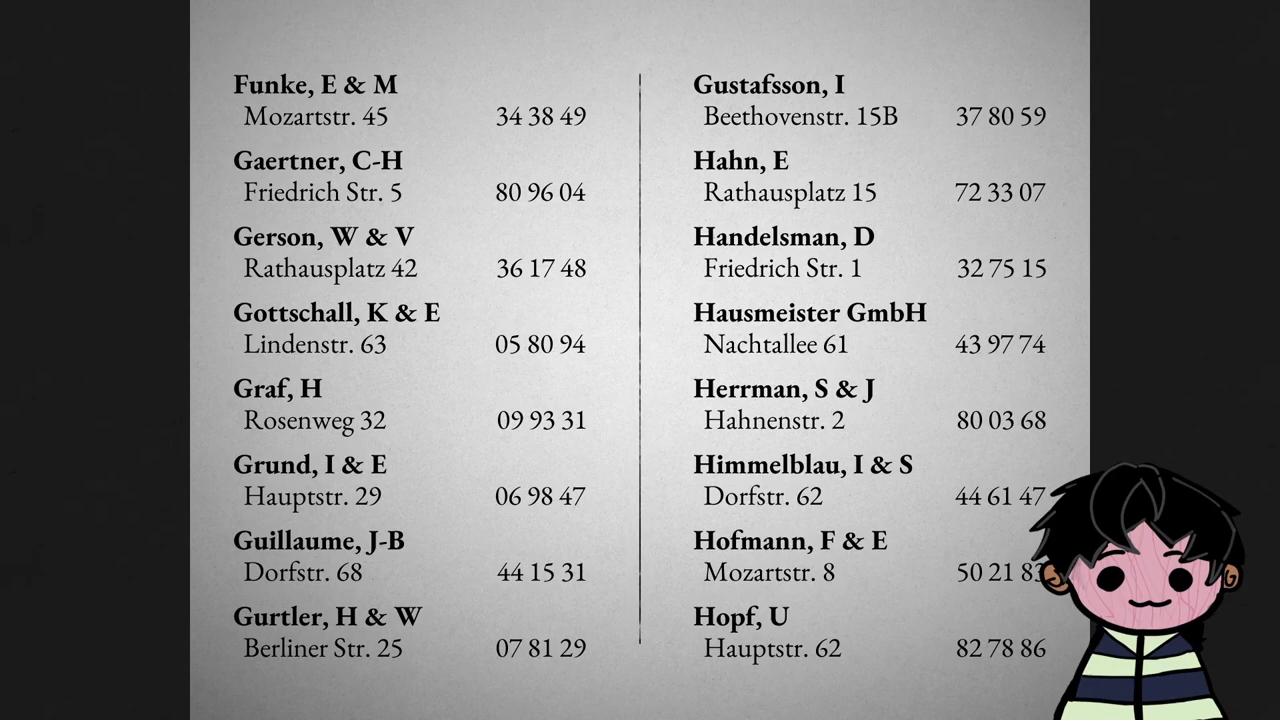 Funke, E & M
Mozartstr. 45 34 38 49
Gaertner, C-H
Friedrich Str. 5 80 96 04
Gerson, W & V
Rathausplatz 42 36 17 48
Gottschall, K & E
Lindenstr. 63 05 80 94
Graf, H
Rosenweg 32 09 93 31
Grund, I & E
Hauptstr. 29 06 98 47
Guillaume, J-B
Dorfstr. 68 44 15 31
Gurtler, H & W
Berliner Str. 25 07 81 29
Gustafsson, I
Beethovenstr. 15B 37 80 59
Hahn, E
Rathausplatz 15 72 33 07
Handelsman, D
Friedrich Str. 1 32 75 15
Hausmeister GmbH
Nachtallee 61 43 97 74
Herrman, S & J
Hahnenstr. 2 80 03 68
Himmelblau, I & S
Dorfstr. 62 44 61 47
Hofmann, F & E
Mozartstr. 8 50 21 83
Hopf, U
Hauptstr. 62 82 78 86